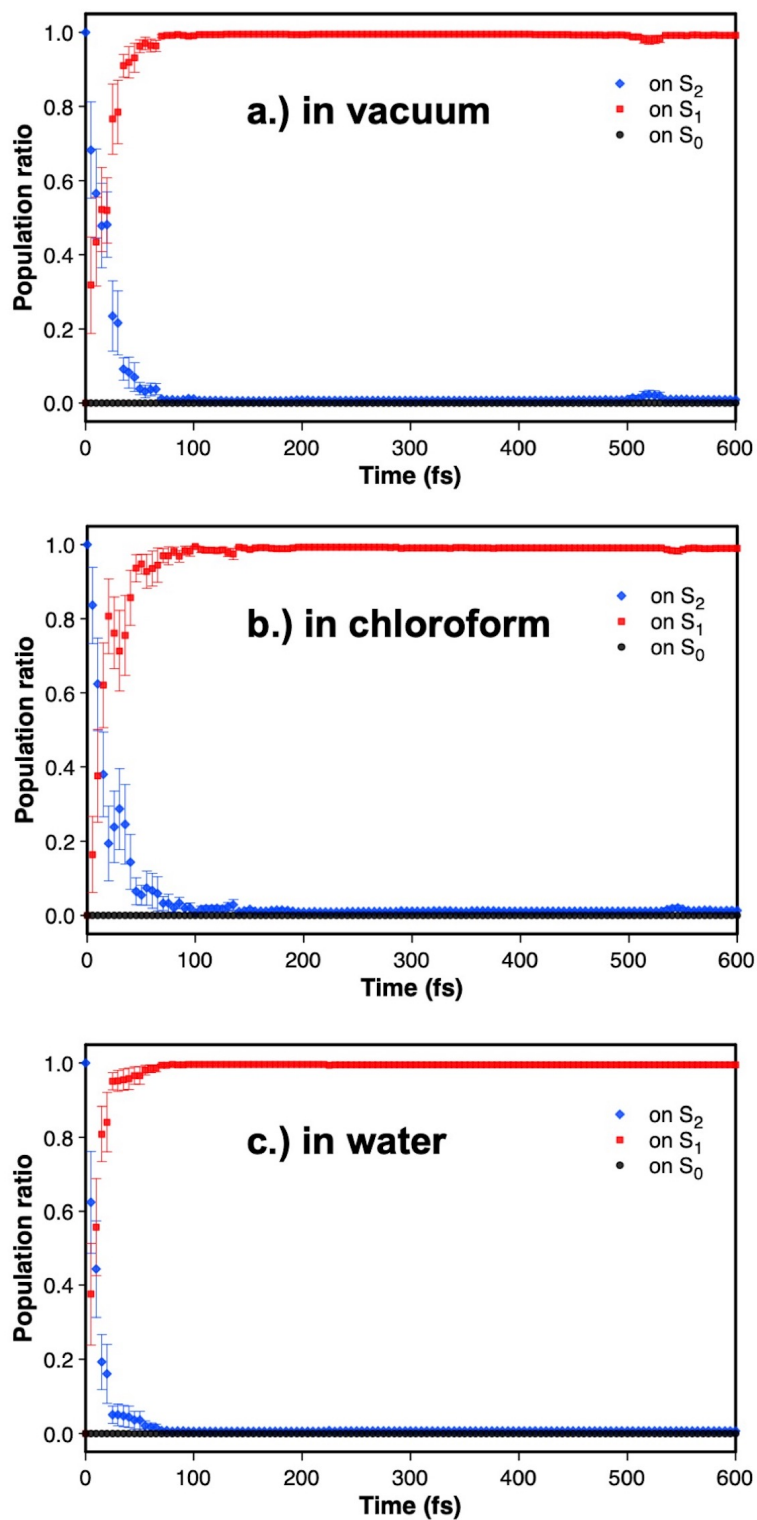 1.0
0.8
0.6
0.4
0.2
0.0
Population ratio
a.) in vacuum
on S₂
on S₁
on S₀
0 100 200 300 400 500 600
Time (fs)
1.0
0.8
0.6
0.4
0.2
0.0
Population ratio
b.) in chloroform
on S₂
on S₁
on S₀
0 100 200 300 400 500 600
Time (fs)
1.0
0.8
0.6
0.4
0.2
0.0
Population ratio
c.) in water
on S₂
on S₁
on S₀
0 100 200 300 400 500 600
Time (fs)